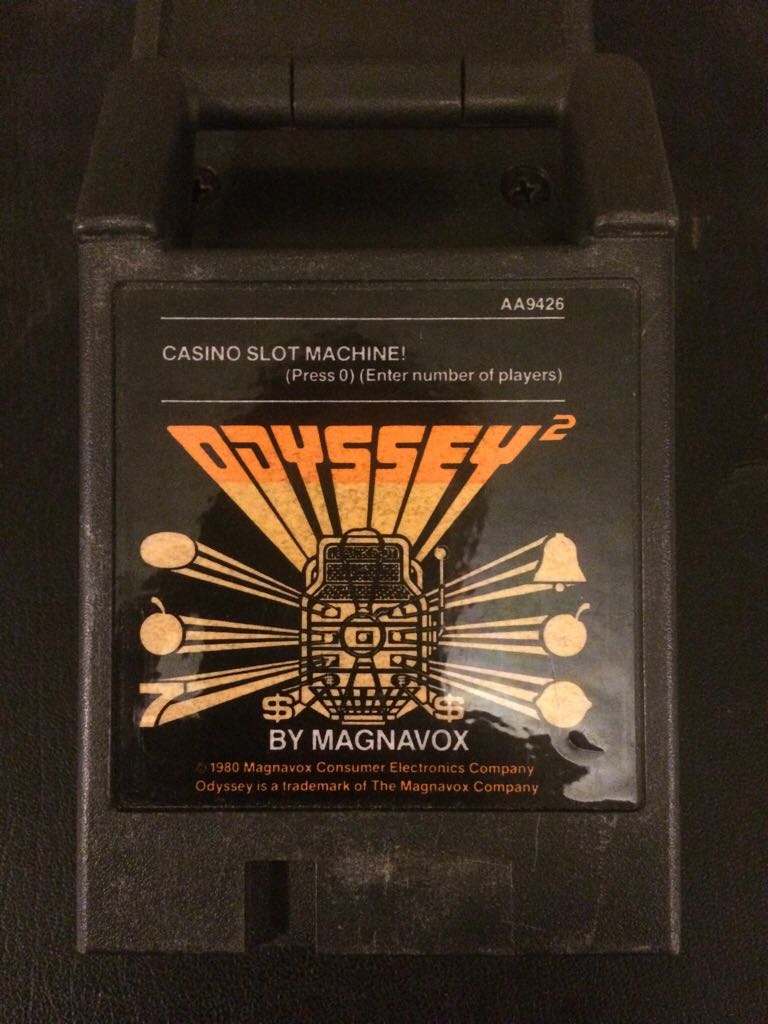 AA9426
CASINO SLOT MACHINE!
(Press 0) (Enter number of players)
ODYSSEY²
$ $
BY MAGNAVOX
© 1980 Magnavox Consumer Electronics Company
Odyssey is a trademark of The Magnavox Company